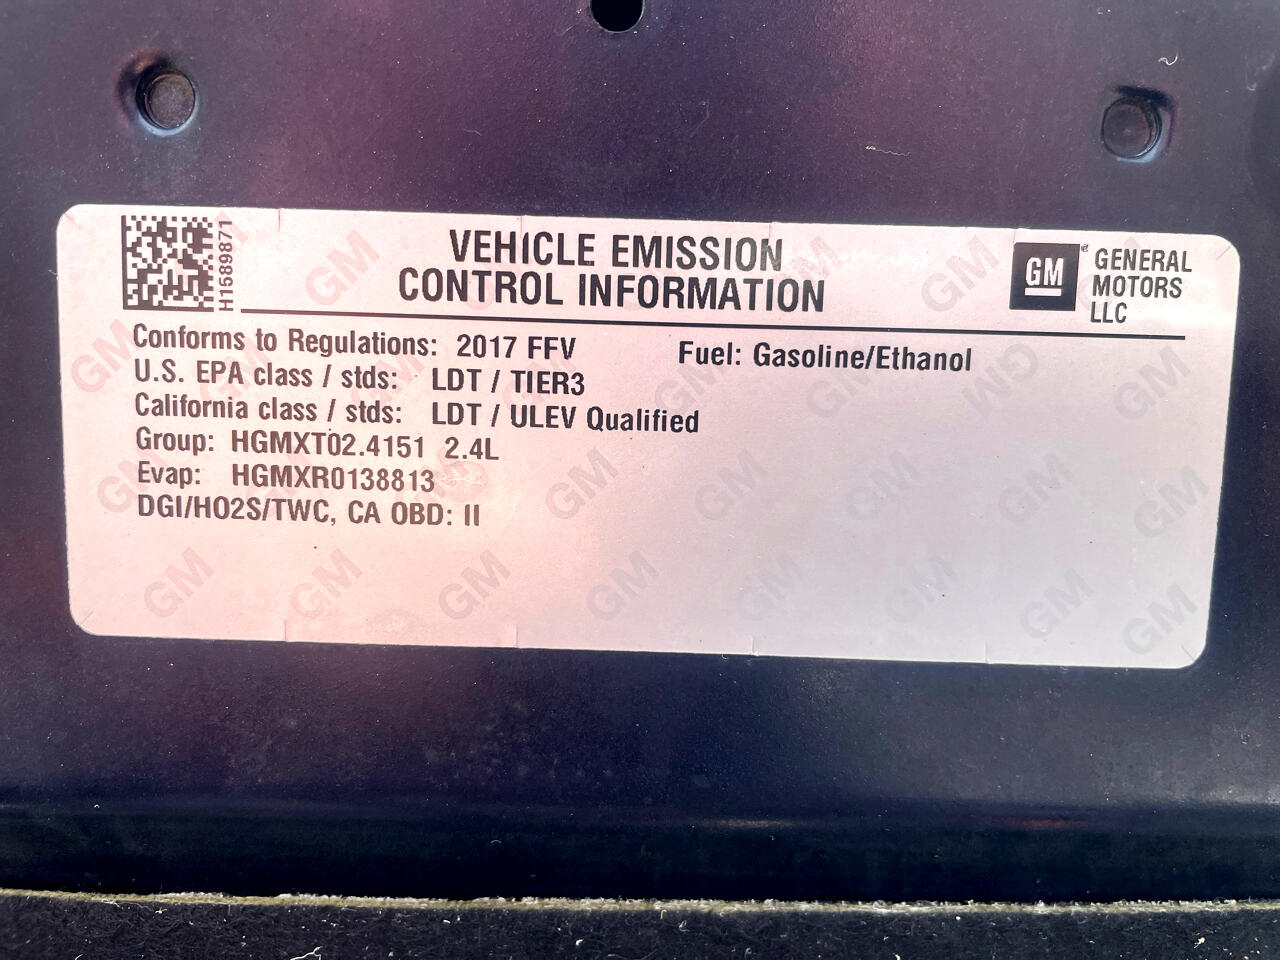 H1589871
VEHICLE EMISSION
CONTROL INFORMATION
GM
®
GENERAL
MOTORS
LLC
Conforms to Regulations: 2017 FFV
Fuel: Gasoline/Ethanol
U.S. EPA class / stds: LDT / TIER3
California class / stds: LDT / ULEV Qualified
Group: HGMXT02.4151 2.4L
Evap: HGMXR0138813
DGI/HO2S/TWC, CA OBD: II